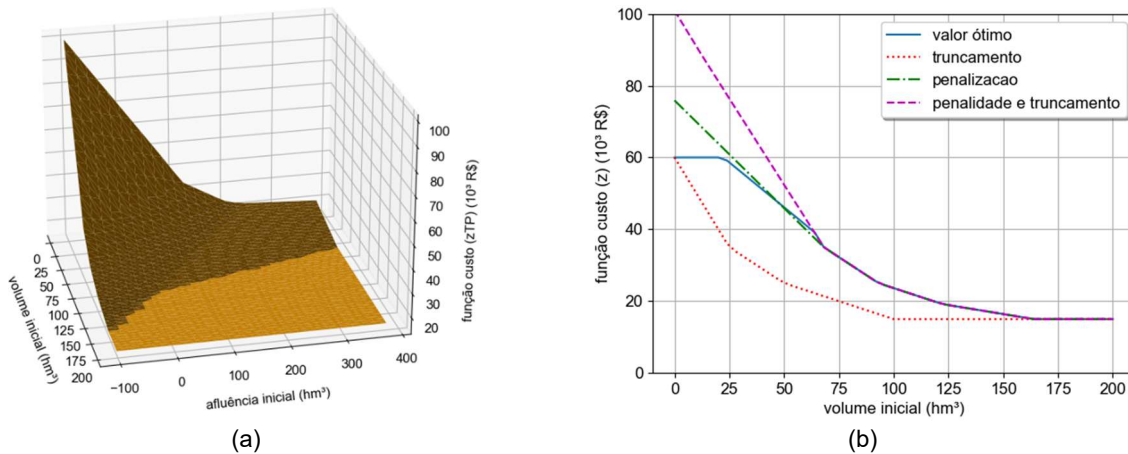 100
90
80
70
60
50
40
30
20
função custo (zTP) (10³ R$)
0
25
50
75
100
125
150
175
200
volume inicial (hm³)
−100
0
100
200
300
400
afluência inicial (hm³)
(a)
100
80
60
40
20
0
função custo (z) (10³ R$)
valor ótimo
truncamento
penalizacao
penalidade e truncamento
0 25 50 75 100 125 150 175 200
volume inicial (hm³)
(b)